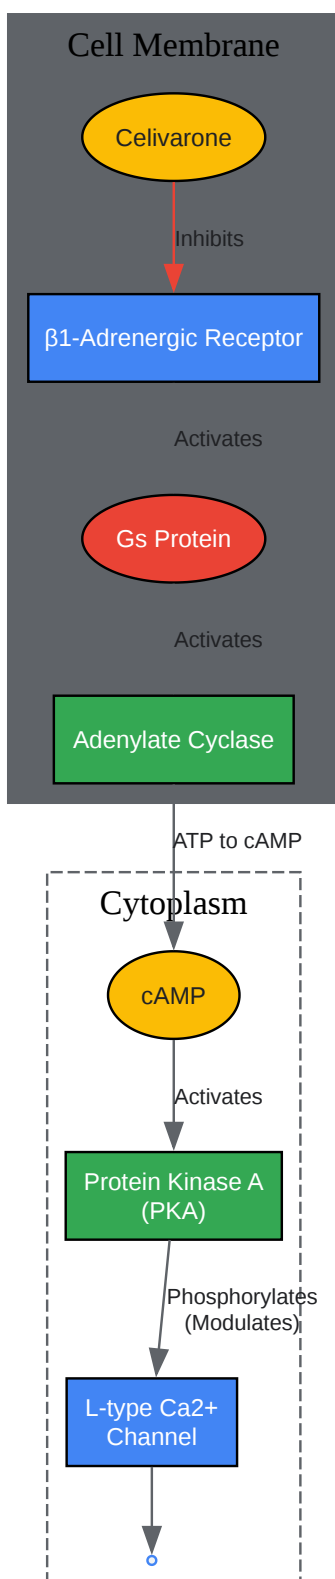 Cell Membrane
Celivarone
Inhibits
β1-Adrenergic Receptor
Activates
Gs Protein
Activates
Adenylate Cyclase
ATP to cAMP
Cytoplasm
cAMP
Activates
Protein Kinase A
(PKA)
Phosphorylates
(Modulates)
L-type Ca2+
Channel